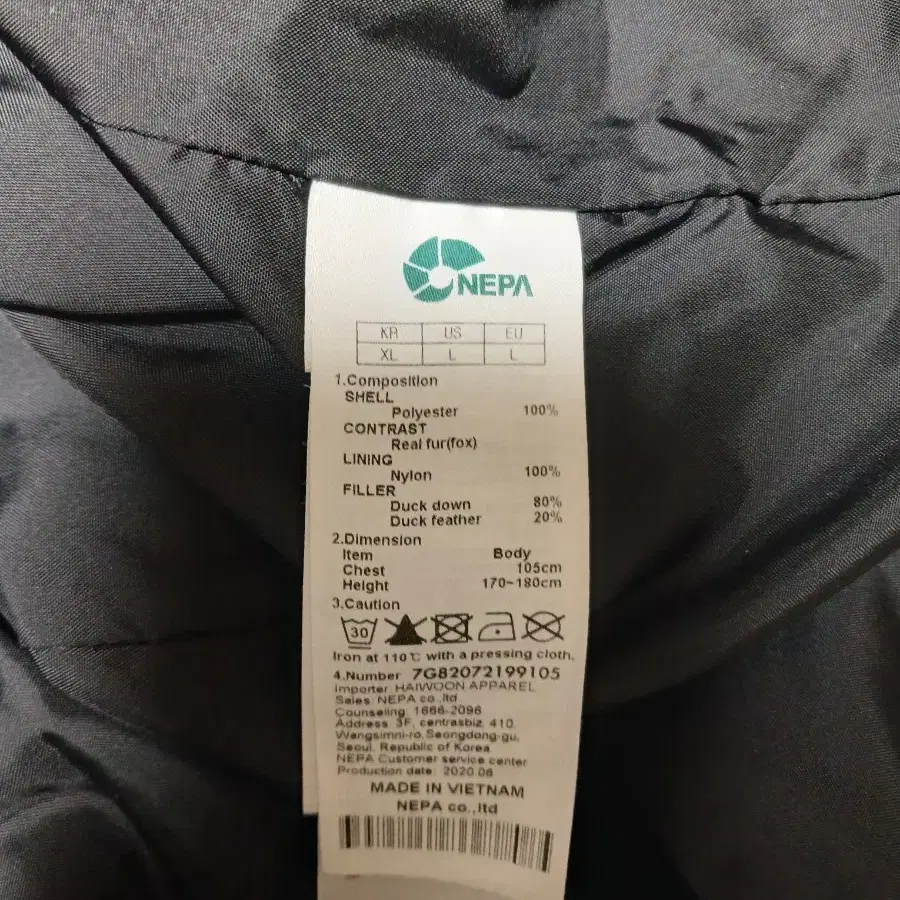 NEPA
KR US EU
XL L L
1.Composition
SHELL
Polyester 100%
CONTRAST
Real fur(fox)
LINING
Nylon 100%
FILLER
Duck down 80%
Duck feather 20%
2.Dimension
Item Body
Chest 105cm
Height 170~180cm
3.Caution
30
Iron at 110℃ with a pressing cloth.
4.Number 7G82072199105
Importer: HAIWOON APPAREL
Sales: NEPA co.,ltd
Counseling: 1666-2096
Address: 3F, centrasbiz, 410,
Wangsimni-ro,Seongdong-gu,
Seoul, Republic of Korea
NEPA Customer service center
Production date: 2020.06
MADE IN VIETNAM
NEPA co.,ltd